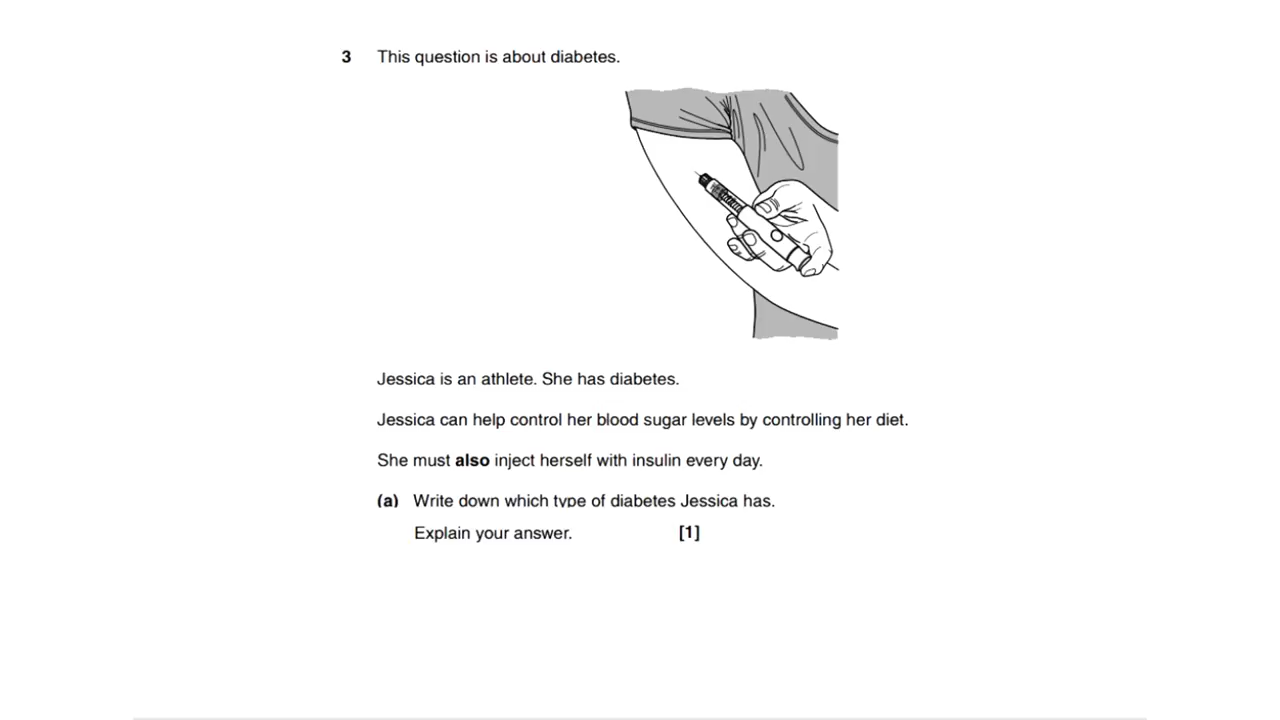 3 This question is about diabetes.
Jessica is an athlete. She has diabetes.
Jessica can help control her blood sugar levels by controlling her diet.
She must also inject herself with insulin every day.
(a) Write down which type of diabetes Jessica has.
Explain your answer. [1]